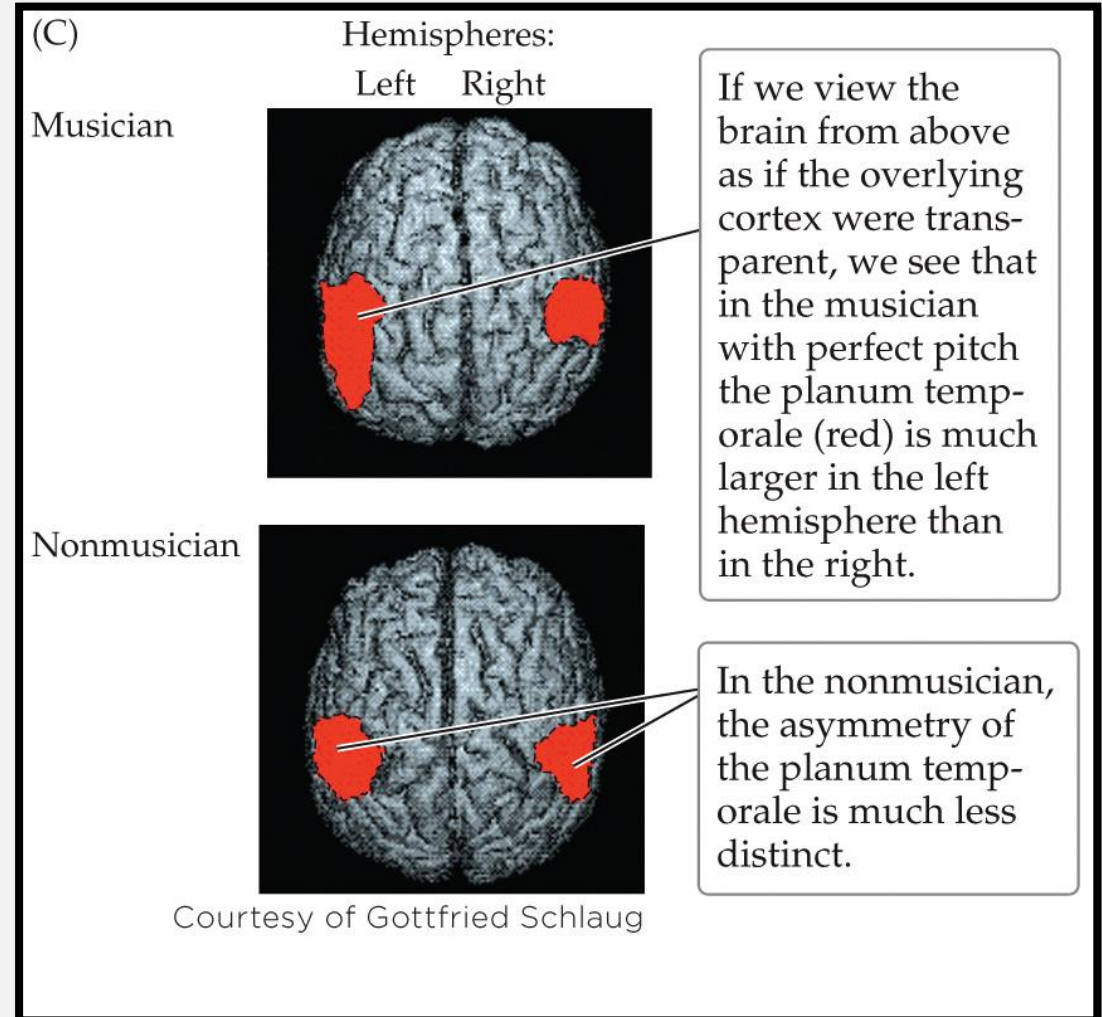 (C)
Hemispheres:
Left Right
Musician
If we view the
brain from above
as if the overlying
cortex were trans-
parent, we see that
in the musician
with perfect pitch
the planum temp-
orale (red) is much
larger in the left
hemisphere than
in the right.
Nonmusician
In the nonmusician,
the asymmetry of
the planum temp-
orale is much less
distinct.
Courtesy of Gottfried Schlaug